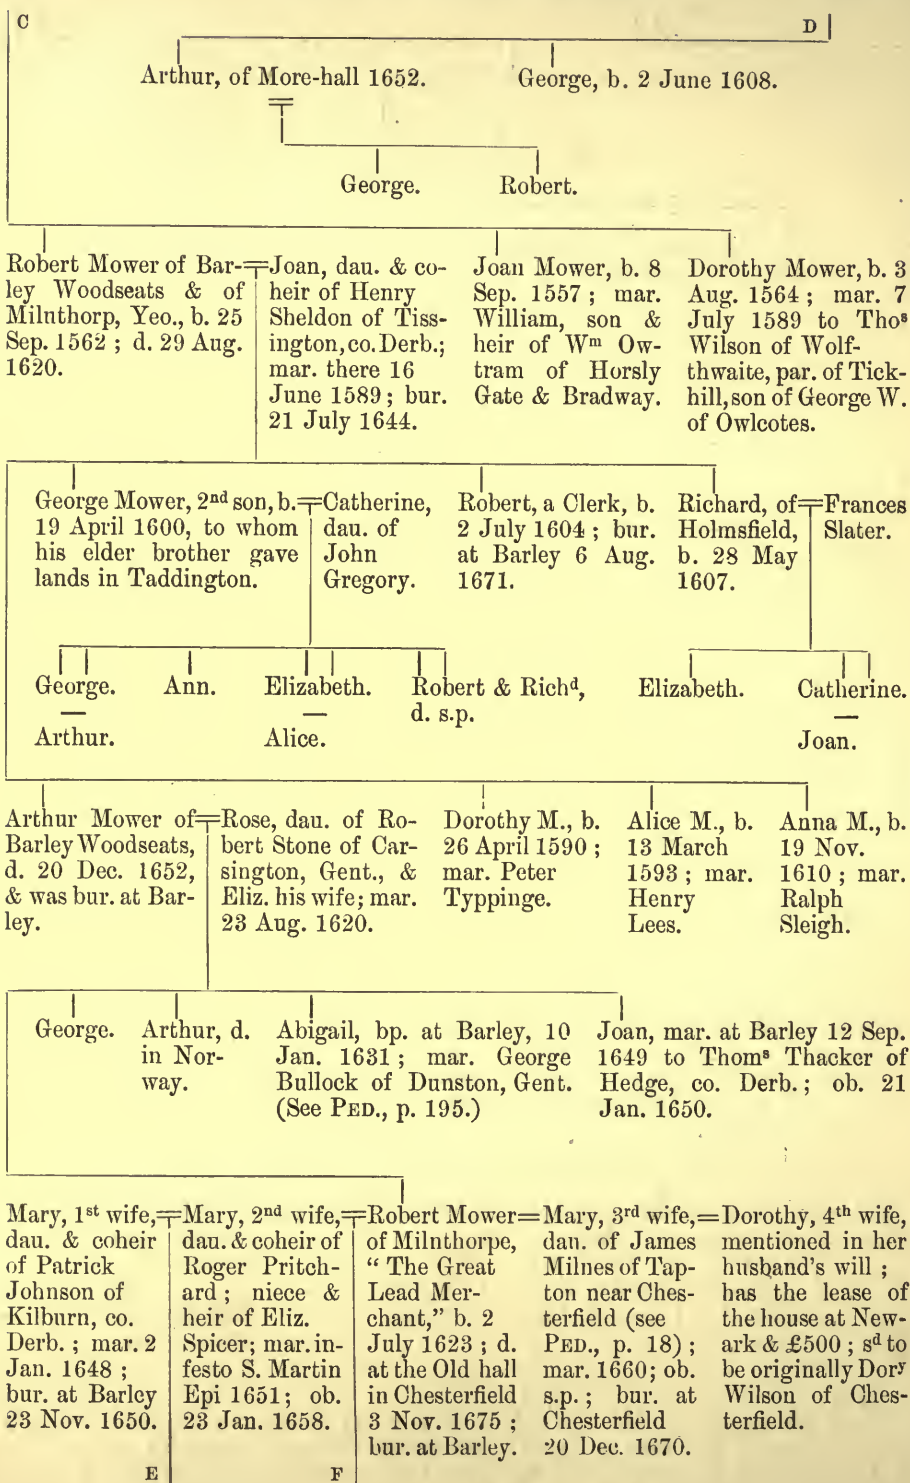 C
D
Arthur, of More-hall 1652.
George, b. 2 June 1608.
George.
Robert.
Robert Mower of Bar-
ley Woodseats & of
Milnthorp, Yeo., b. 25
Sep. 1562 ; d. 29 Aug.
1620.
Joan, dau. & co-
heir of Henry
Sheldon of Tiss-
ington, co. Derb.;
mar. there 16
June 1589; bur.
21 July 1644.
Joan Mower, b. 8
Sep. 1557 ; mar.
William, son &
heir of Wm Ow-
tram of Horsly
Gate & Bradway.
Dorothy Mower, b. 3
Aug. 1564 ; mar. 7
July 1589 to Thos
Wilson of Wolf-
thwaite, par. of Tick-
hill, son of George W.
of Owlcotes.
George Mower, 2nd son, b.
19 April 1600, to whom
his elder brother gave
lands in Taddington.
Catherine,
dau. of
John
Gregory.
Robert, a Clerk, b.
2 July 1604 ; bur.
at Barley 6 Aug.
1671.
Richard, of
Holmsfield,
b. 28 May
1607.
Frances
Slater.
George.
—
Arthur.
Ann.
Elizabeth.
—
Alice.
Robert & Richd,
d. s.p.
Elizabeth.
Catherine.
—
Joan.
Arthur Mower of
Barley Woodseats,
d. 20 Dec. 1652,
& was bur. at Bar-
ley.
Rose, dau. of Ro-
bert Stone of Car-
sington, Gent., &
Eliz. his wife; mar.
23 Aug. 1620.
Dorothy M., b.
26 April 1590 ;
mar. Peter
Typpinge.
Alice M., b.
13 March
1593 ; mar.
Henry
Lees.
Anna M., b.
19 Nov.
1610 ; mar.
Ralph
Sleigh.
George.
Arthur, d.
in Nor-
way.
Abigail, bp. at Barley, 10
Jan. 1631 ; mar. George
Bullock of Dunston, Gent.
(See PED., p. 195.)
Joan, mar. at Barley 12 Sep.
1649 to Thoms Thacker of
Hedge, co. Derb. ; ob. 21
Jan. 1650.
Mary, 1st wife,
dau. & coheir
of Patrick
Johnson of
Kilburn, co.
Derb. ; mar. 2
Jan. 1648 ;
bur. at Barley
23 Nov. 1650.
Mary, 2nd wife,
dau. & coheir of
Roger Pritch-
ard ; niece &
heir of Eliz.
Spicer; mar. in-
festo S. Martin
Epi 1651; ob.
23 Jan. 1658.
Robert Mower
of Milnthorpe,
“ The Great
Lead Mer-
chant,” b. 2
July 1623 ; d.
at the Old hall
in Chesterfield
3 Nov. 1675 ;
bur. at Barley.
Mary, 3rd wife,
dau. of James
Milnes of Tap-
ton near Ches-
terfield (see
PED., p. 18) ;
mar. 1660; ob.
s.p. ; bur. at
Chesterfield
20 Dec. 1670.
Dorothy, 4th wife,
mentioned in her
husband's will ;
has the lease of
the house at New-
ark & £500 ; sd to
be originally Dory
Wilson of Ches-
terfield.
E
F